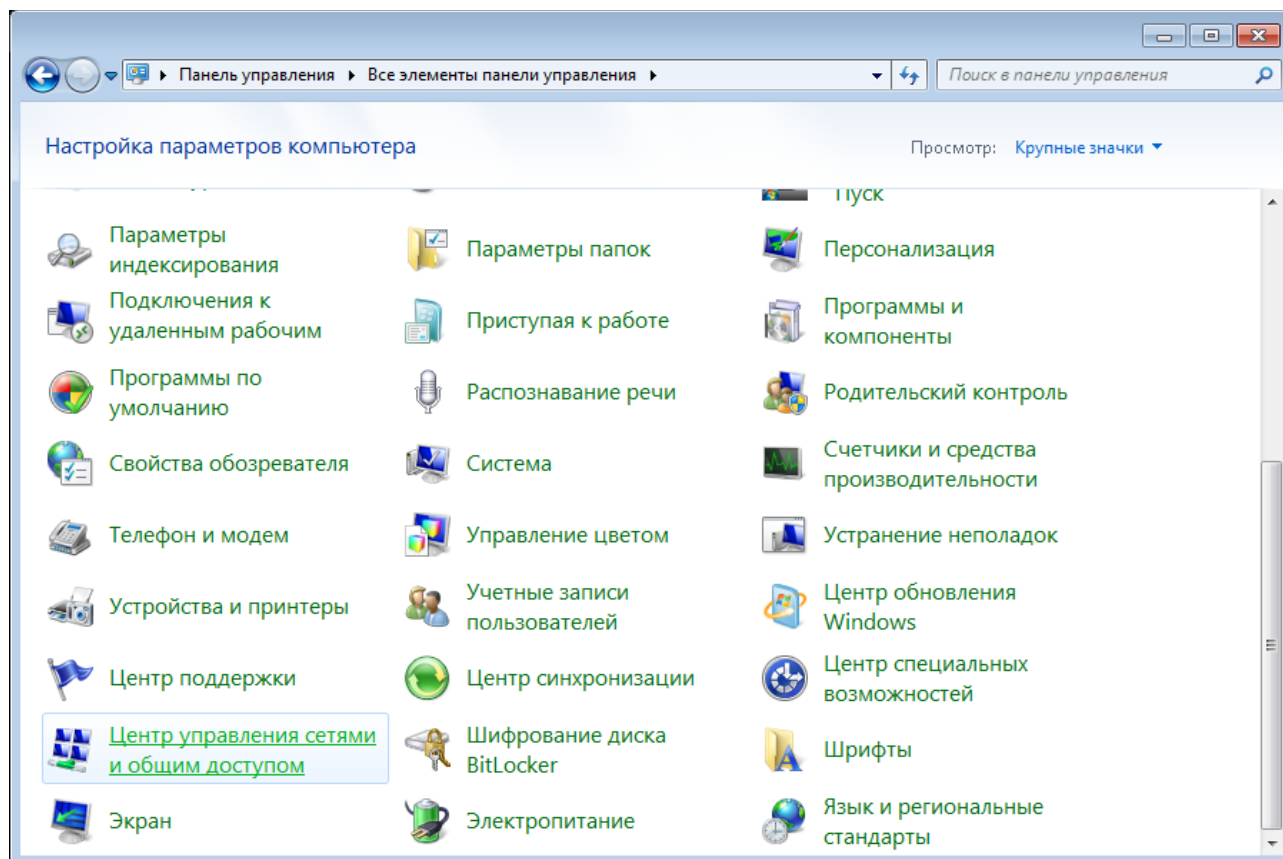 Панель управления ▸ Все элементы панели управления ▸
Поиск в панели управления
Настройка параметров компьютера
Просмотр: Крупные значки
Пуск
Параметры
индексирования
Параметры папок
Персонализация
Подключения к
удаленным рабочим
Приступая к работе
Программы и
компоненты
Программы по
умолчанию
Распознавание речи
Родительский контроль
Свойства обозревателя
Система
Счетчики и средства
производительности
Телефон и модем
Управление цветом
Устранение неполадок
Устройства и принтеры
Учетные записи
пользователей
Центр обновления
Windows
Центр поддержки
Центр синхронизации
Центр специальных
возможностей
Центр управления сетями
и общим доступом
Шифрование диска
BitLocker
Шрифты
Экран
Электропитание
Язык и региональные
стандарты